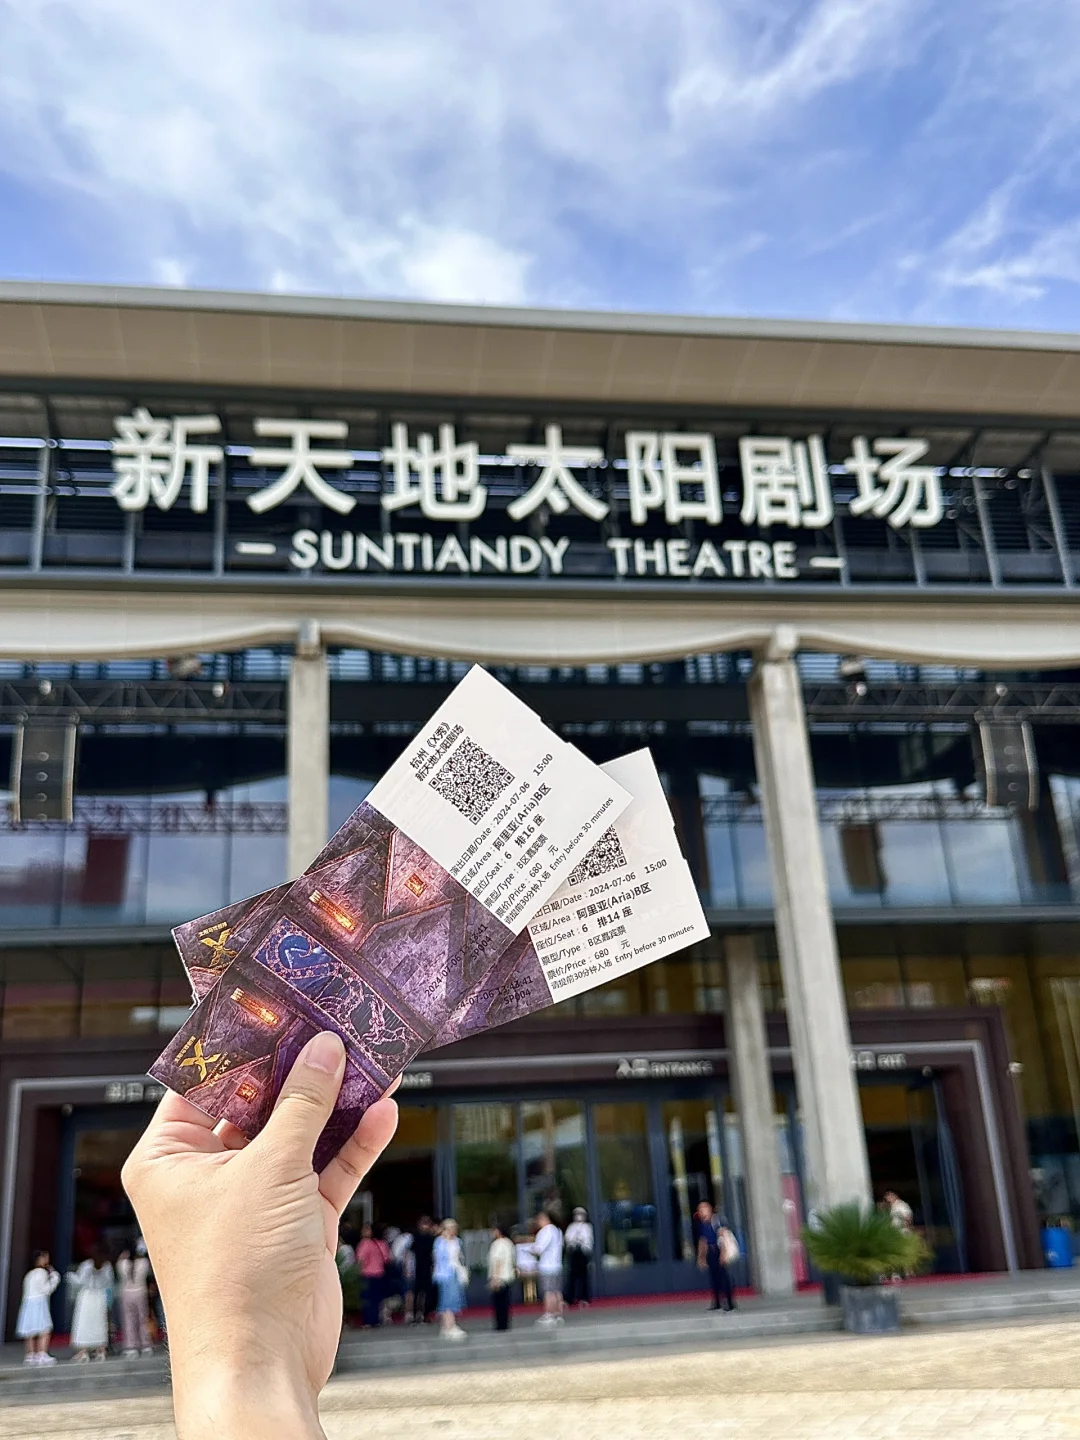 新天地太阳剧场
SUNTIANDY THEATRE
杭州《X秀》
新天地太阳剧场
演出日期/Date：2024-07-06 15:00
区域/Area：阿里亚(Aria)B区
座位/Seat：6 排16 座
票型/Type：B区嘉宾票
票价/Price：680 元
请提前30分钟入场 Entry before 30 minutes
出日期/Date：2024-07-06 15:00
区域/Area：阿里亚(Aria)B区
座位/Seat：6 排14 座
票型/Type：B区嘉宾票
票价/Price：680 元
请提前30分钟入场 Entry before 30 minutes
SP004
SP004
入口 ENTRANCE